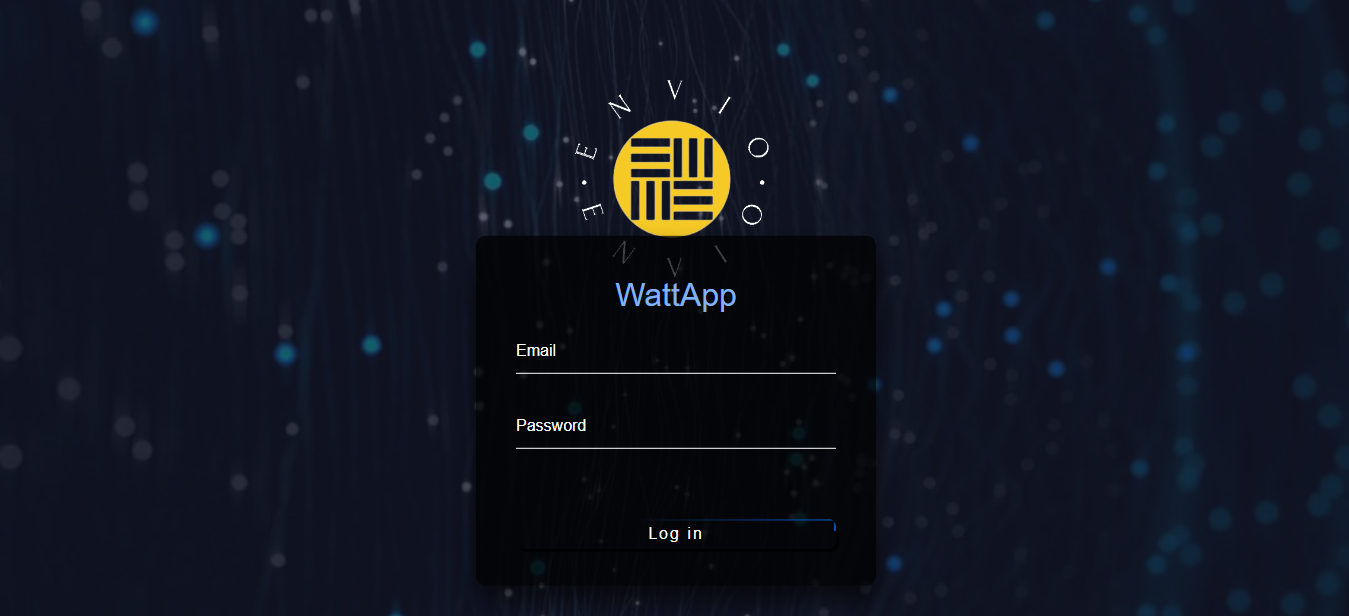 E N V I O
E N V I O
WattApp
Email
Password
Log in